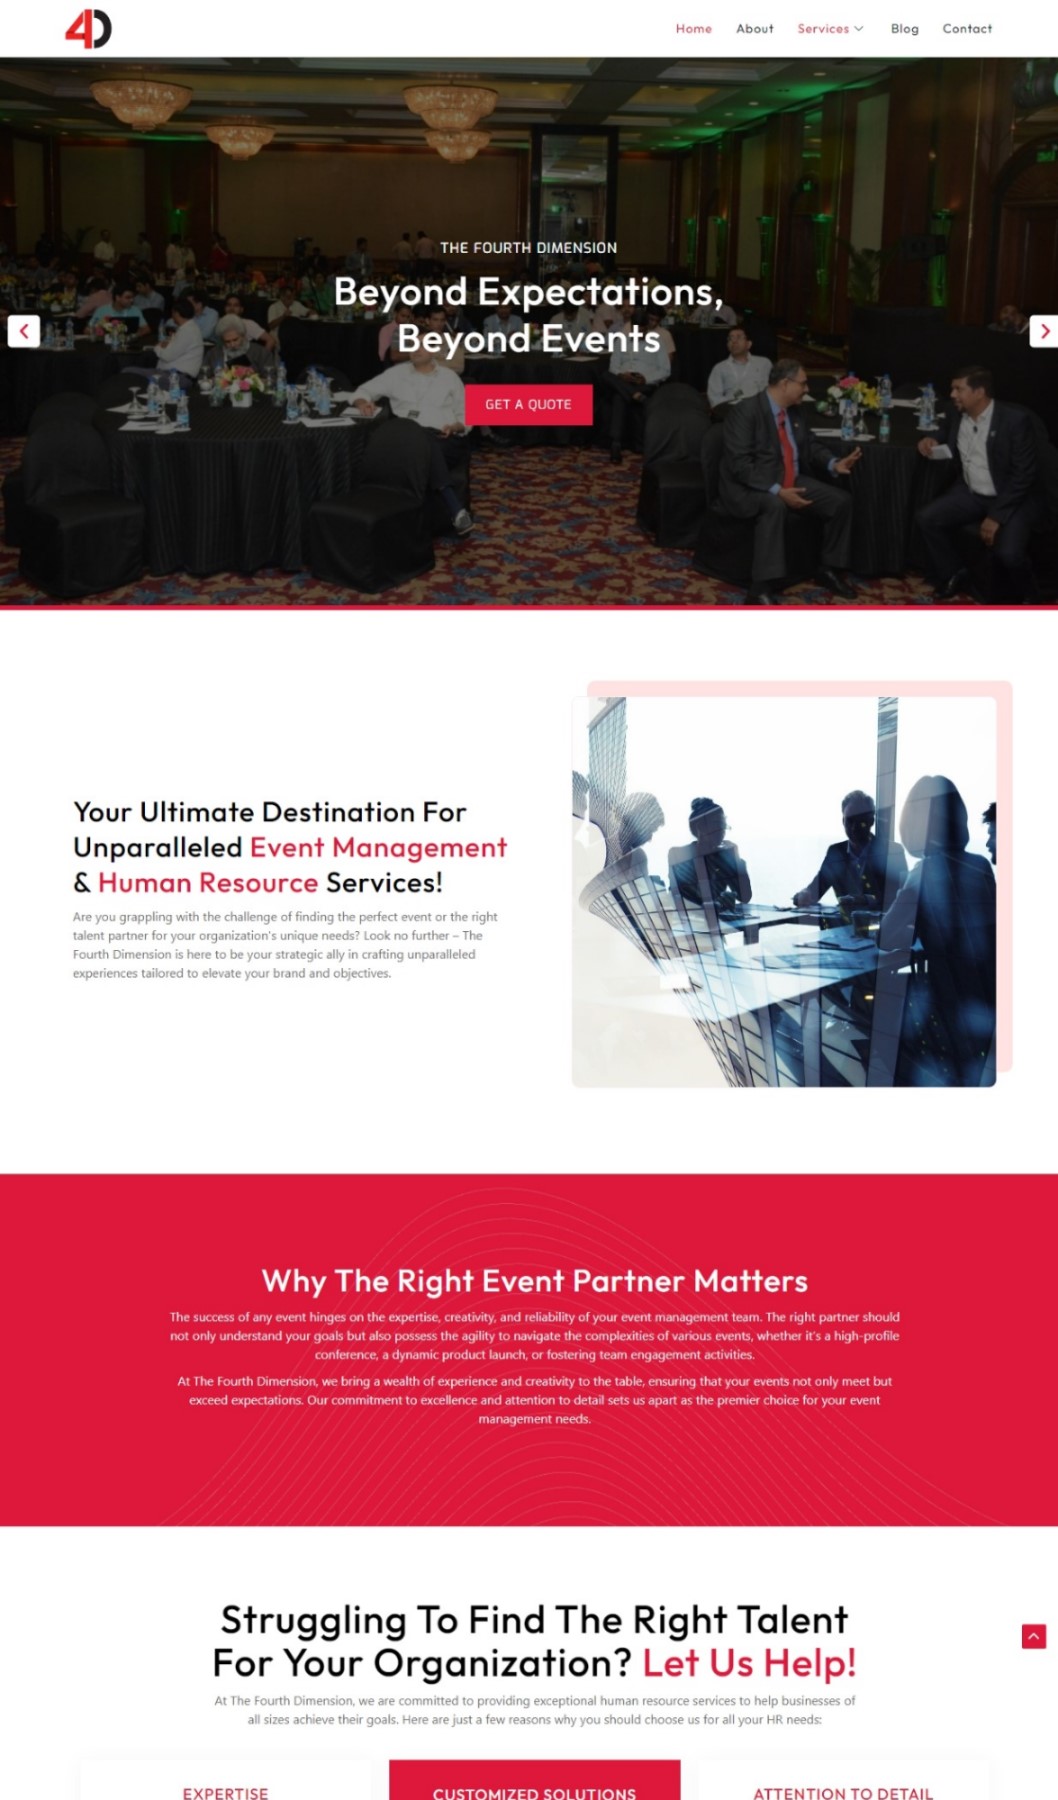 4D
Home About Services Blog Contact
THE FOURTH DIMENSION
Beyond Expectations,
Beyond Events
GET A QUOTE
Your Ultimate Destination For
Unparalleled Event Management
& Human Resource Services!
Are you grappling with the challenge of finding the perfect event or the right
talent partner for your organization's unique needs? Look no further – The
Fourth Dimension is here to be your strategic ally in crafting unparalleled
experiences tailored to elevate your brand and objectives.
Why The Right Event Partner Matters
The success of any event hinges on the expertise, creativity, and reliability of your event management team. The right partner should
not only understand your goals but also possess the agility to navigate the complexities of various events, whether it's a high-profile
conference, a dynamic product launch, or fostering team engagement activities.
At The Fourth Dimension, we bring a wealth of experience and creativity to the table, ensuring that your events not only meet but
exceed expectations. Our commitment to excellence and attention to detail sets us apart as the premier choice for your event
management needs.
Struggling To Find The Right Talent
For Your Organization? Let Us Help!
At The Fourth Dimension, we are committed to providing exceptional human resource services to help businesses of
all sizes achieve their goals. Here are just a few reasons why you should choose us for all your HR needs:
EXPERTISE
CUSTOMIZED SOLUTIONS
ATTENTION TO DETAIL